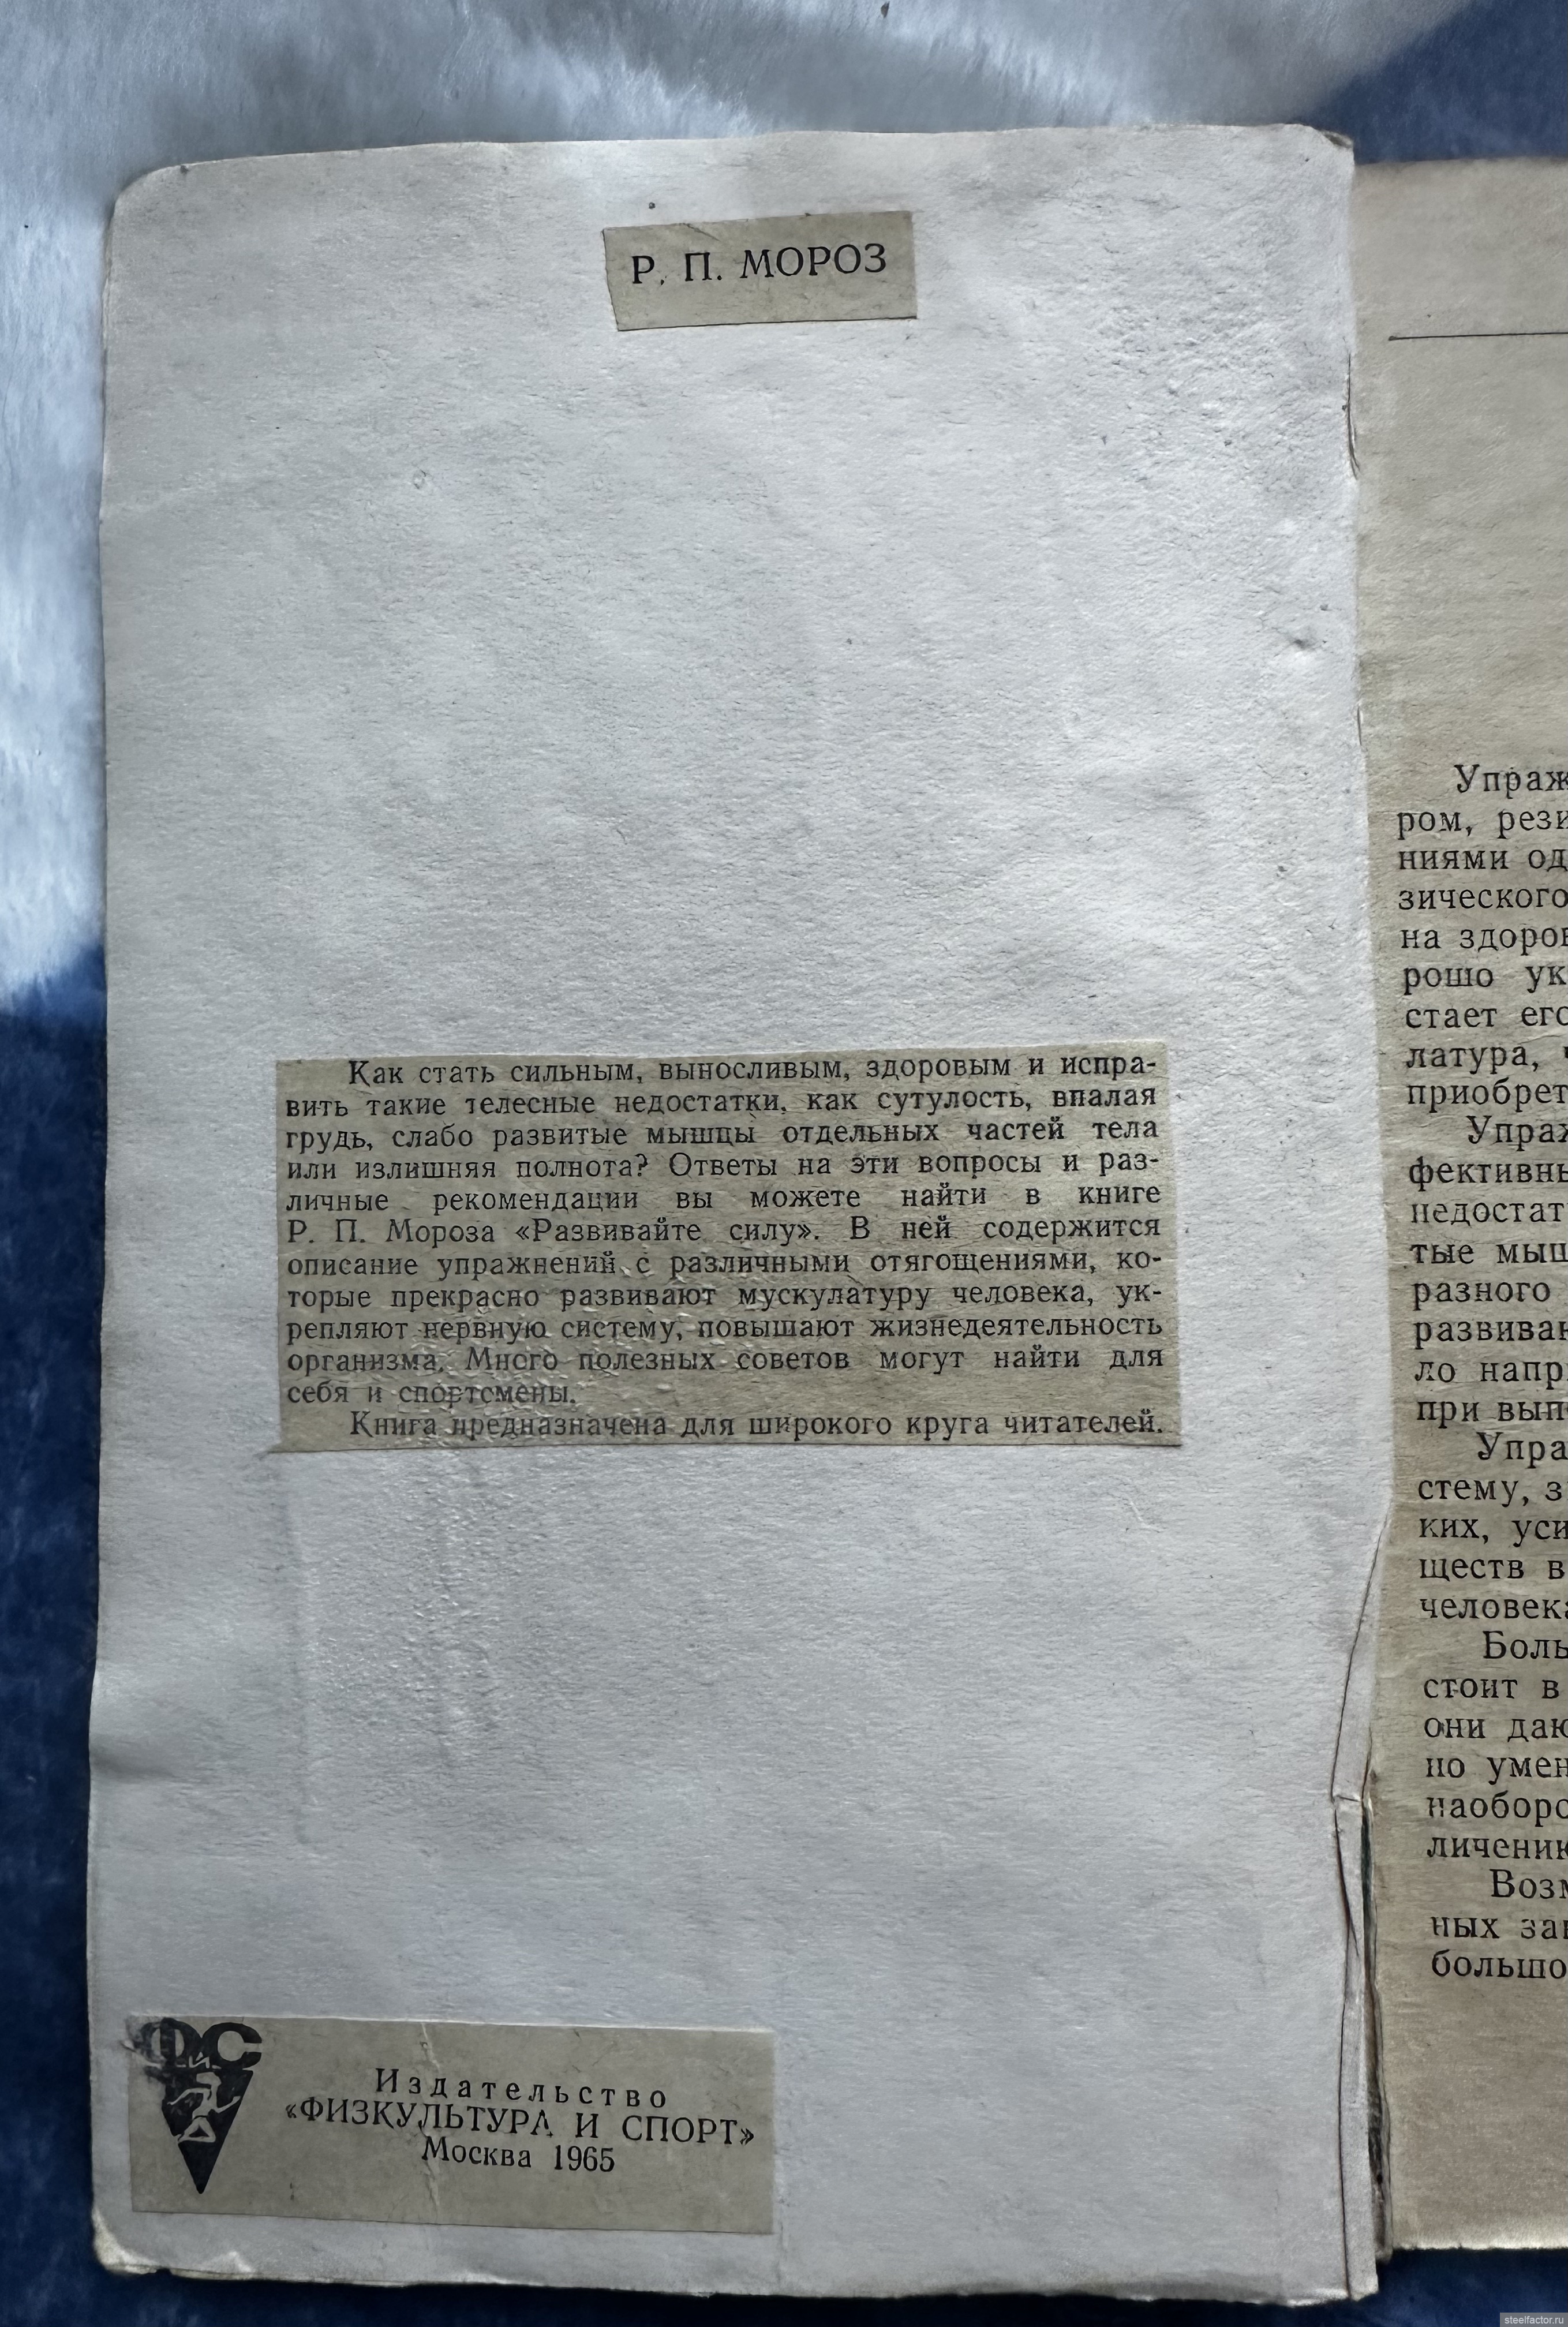 Р. П. МОРОЗ
Как стать сильным, выносливым, здоровым и испра-
вить такие телесные недостатки, как сутулость, впалая
грудь, слабо развитые мышцы отдельных частей тела
или излишняя полнота? Ответы на эти вопросы и раз-
личные рекомендации вы можете найти в книге
Р. П. Мороза «Развивайте силу». В ней содержится
описание упражнений с различными отягощениями, ко-
торые прекрасно развивают мускулатуру человека, ук-
репляют нервную систему, повышают жизнедеятельность
организма. Много полезных советов могут найти для
себя и спортсмены.
Книга предназначена для широкого круга читателей.
ФиС
Издательство
«ФИЗКУЛЬТУРА И СПОРТ»
Москва 1965
Упраж
ром, рези
ниями од
зического
на здоров
рошо ук
стает его
латура, ч
приобрет
Упраж
фективны
недостат
тые мыш
разного
развиваю
ло напр
при вып
Упра
стему, з
ких, уси
ществ в
человека
Боль
стоит в
они даю
но умен
наоборо
личению
Возм
ных зан
большо
steelfactor.ru